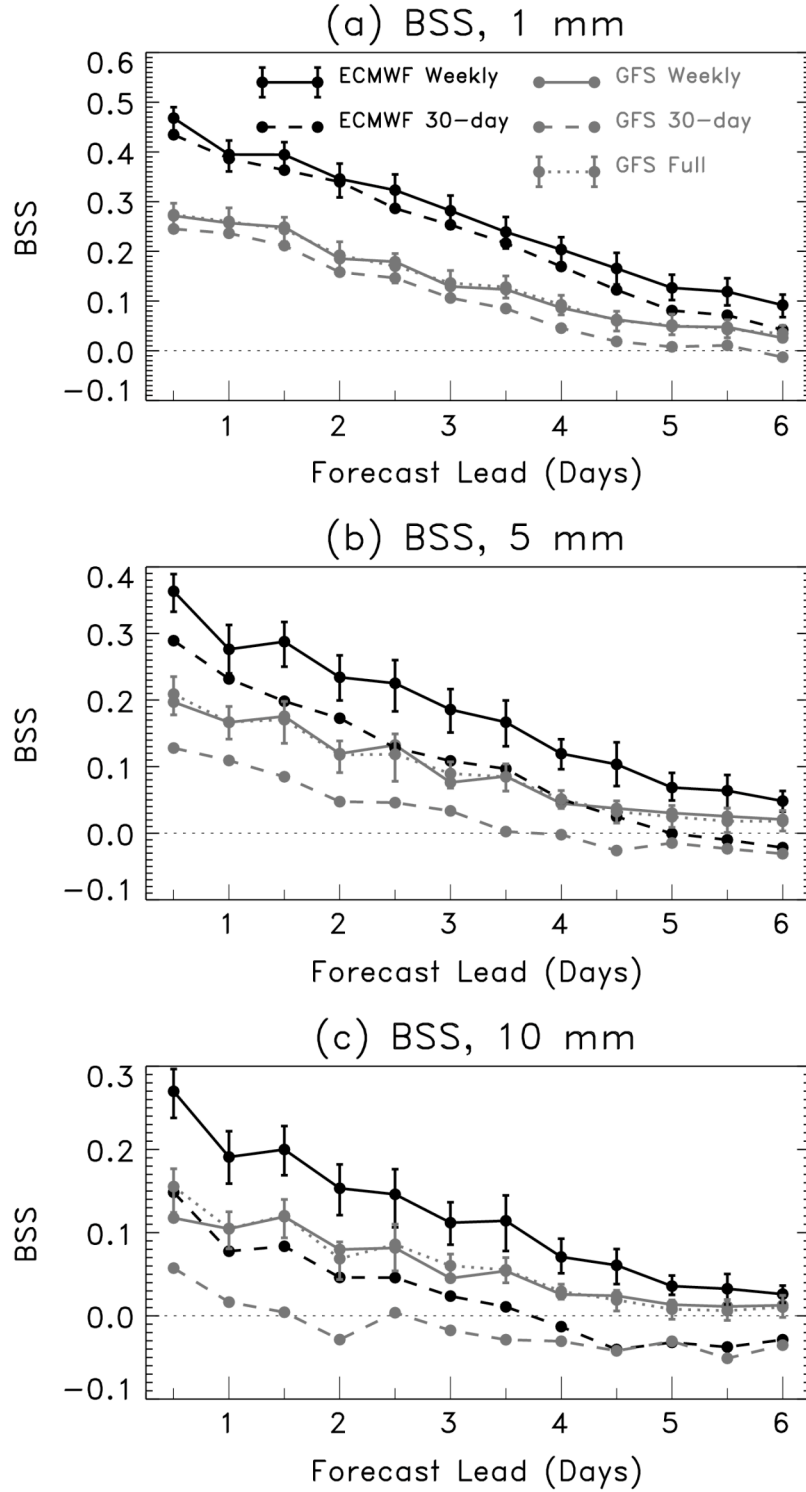 (a) BSS, 1 mm
0.6
0.5
0.4
0.3
0.2
0.1
0.0
−0.1
BSS
ECMWF Weekly
ECMWF 30−day
GFS Weekly
GFS 30−day
GFS Full
1 2 3 4 5 6
Forecast Lead (Days)
(b) BSS, 5 mm
0.4
0.3
0.2
0.1
0.0
−0.1
BSS
1 2 3 4 5 6
Forecast Lead (Days)
(c) BSS, 10 mm
0.3
0.2
0.1
0.0
−0.1
BSS
1 2 3 4 5 6
Forecast Lead (Days)